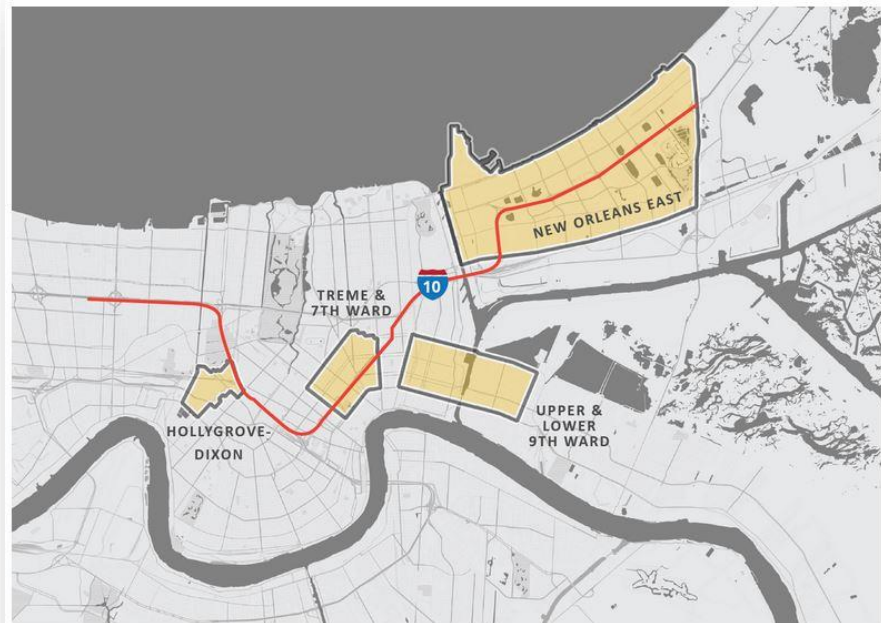 NEW ORLEANS EAST
10
TREME &
7TH WARD
HOLLYGROVE-
DIXON
UPPER &
LOWER
9TH WARD